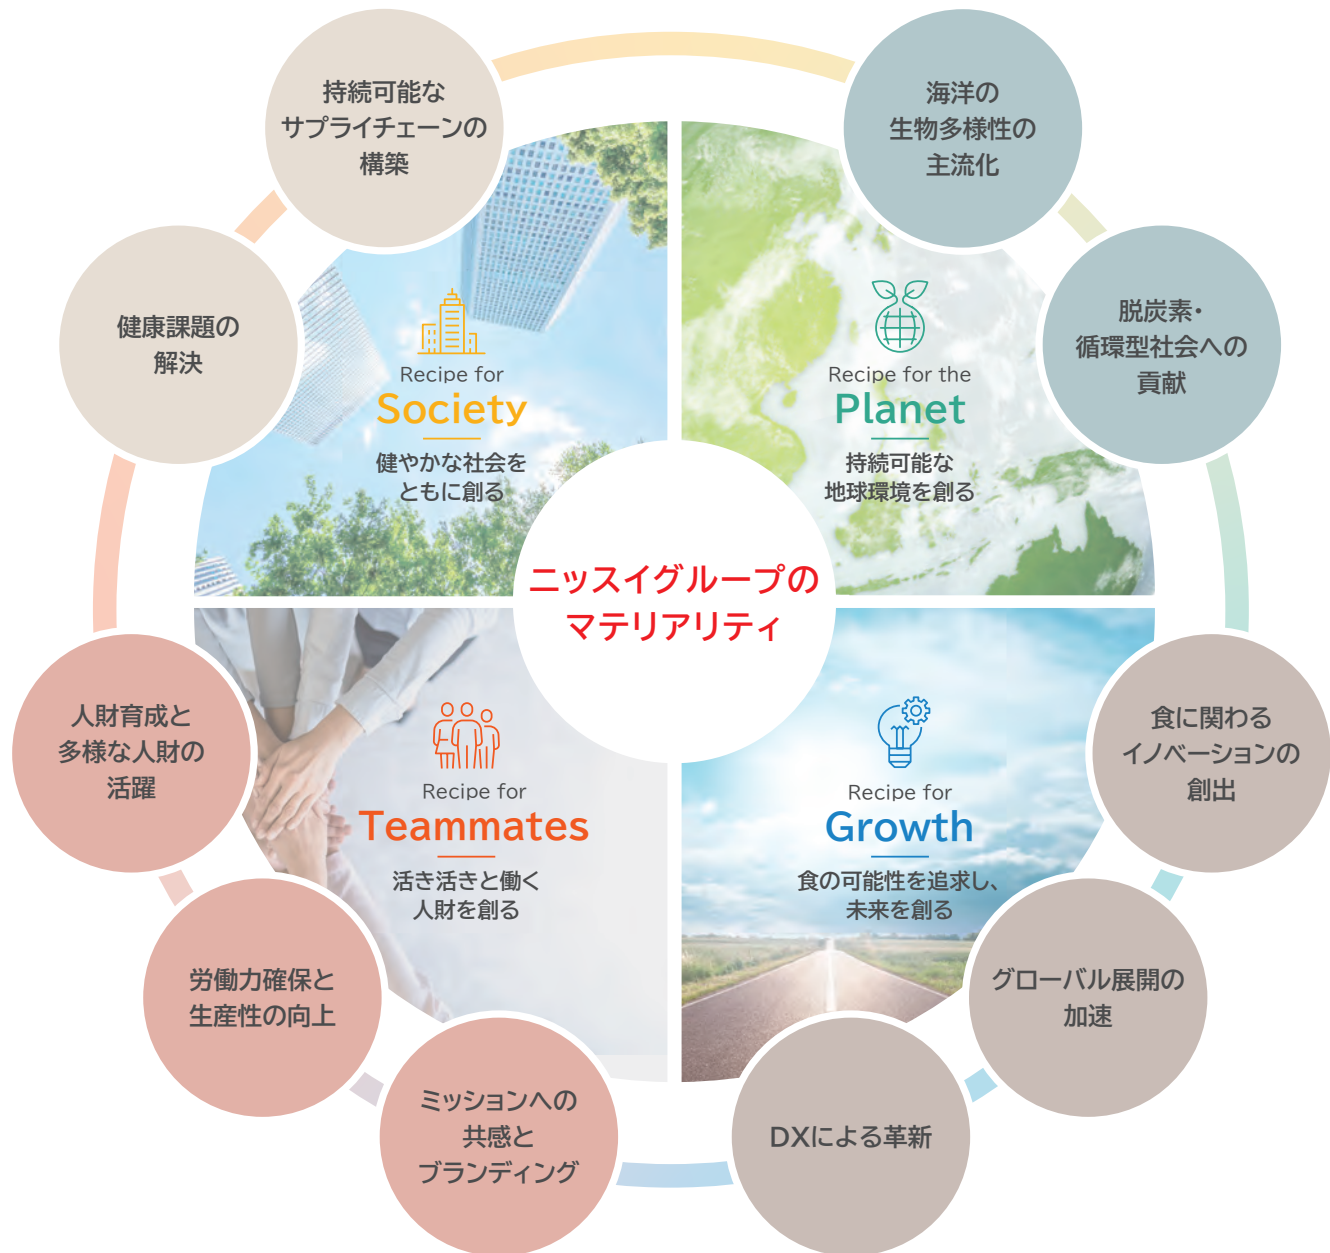 持続可能な
サプライチェーンの
構築
海洋の
生物多様性の
主流化
健康課題の
解決
脱炭素・
循環型社会への
貢献
Recipe for
Society
健やかな社会を
ともに創る
Recipe for the
Planet
持続可能な
地球環境を創る
ニッスイグループの
マテリアリティ
人財育成と
多様な人財の
活躍
Recipe for
Teammates
活き活きと働く
人財を創る
Recipe for
Growth
食の可能性を追求し、
未来を創る
食に関わる
イノベーションの
創出
労働力確保と
生産性の向上
グローバル展開の
加速
ミッションへの
共感と
ブランディング
DXによる革新